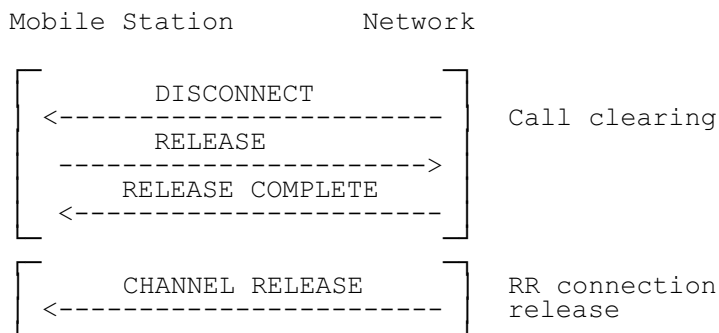 Mobile Station Network
DISCONNECT
<------------------------ Call clearing
RELEASE
----------------------->
RELEASE COMPLETE
<-----------------------
CHANNEL RELEASE RR connection
<------------------------ release